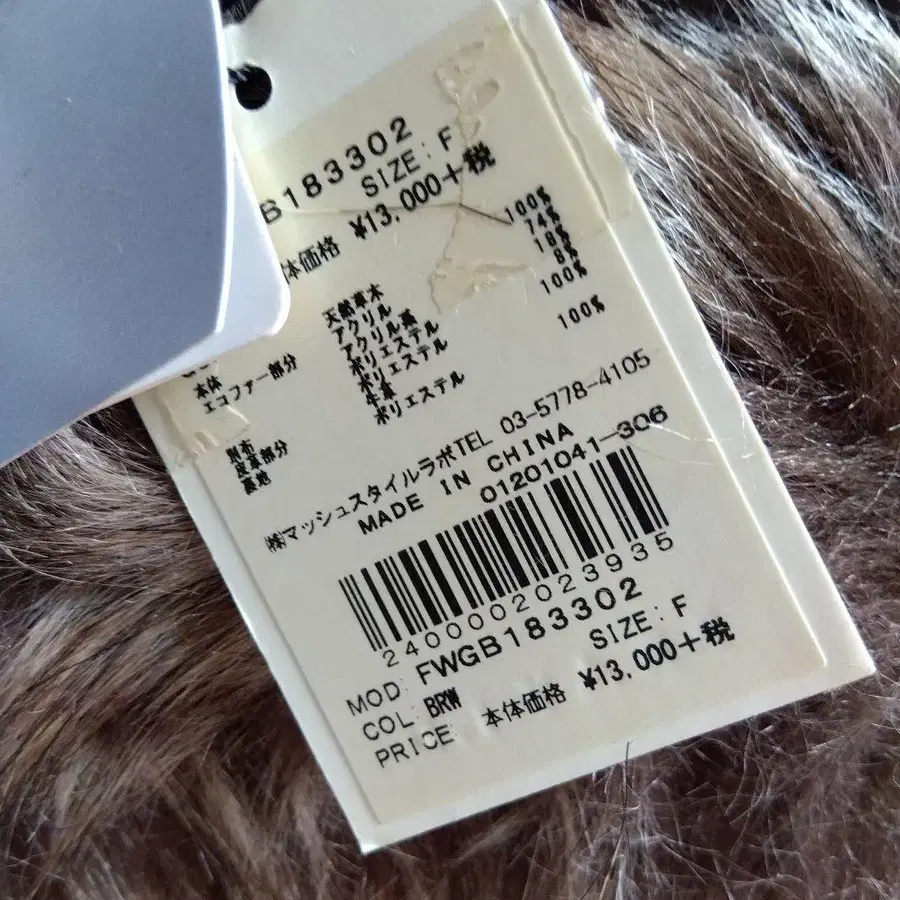 B183302
SIZE: F
体価格 ¥13,000+税
本体 天然草木 100%
エコファー部分 アクリル 74%
アクリル系 18%
ポリエステル 8%
別布 ポリエステル 100%
皮革部分 牛革
裏地 ポリエステル 100%
㈱マッシュスタイルラボTEL 03-5778-4105
MADE IN CHINA
01201041-306
2400002023935
MOD FWGB183302
COL BRW SIZE: F
PRICE 本体価格 ¥13,000+税